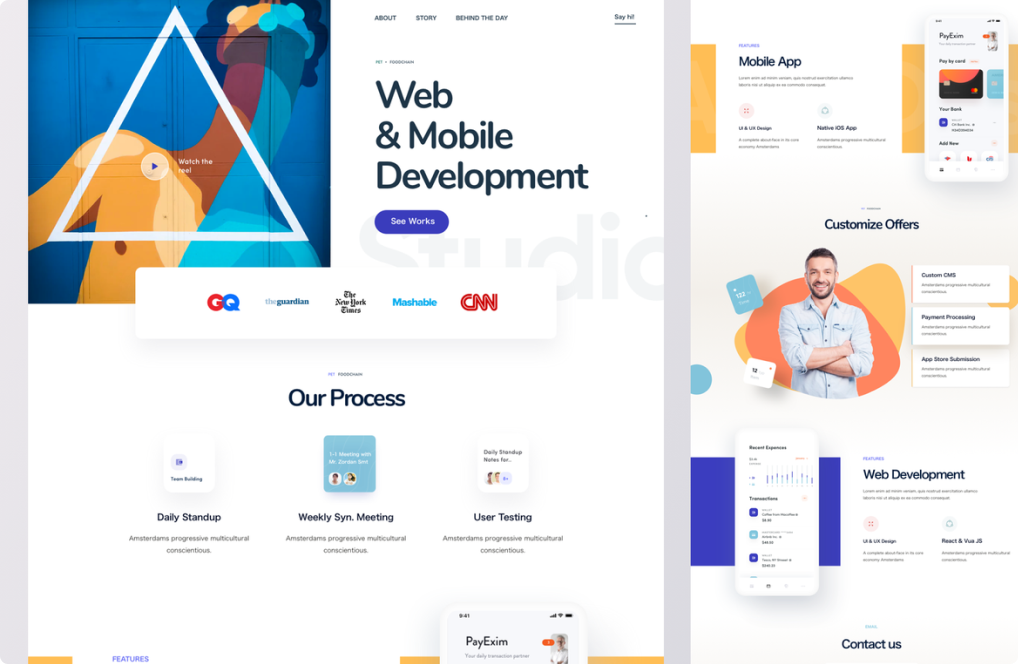 ABOUT
STORY
BEHIND THE DAY
Say hi!
PET • FOODCHAIN
Web
& Mobile
Development
See Works
Watch the
reel
Studio
GQ
theguardian
The
New York
Times
Mashable
CNN
PET FOODCHAIN
Our Process
Team Building
1-1 Meeting with
Mr. Zordan Smt
Daily Standup
Notes for..
Daily Standup
Amsterdams progressive multicultural
conscientious.
Weekly Syn. Meeting
Amsterdams progressive multicultural
conscientious.
User Testing
Amsterdams progressive multicultural
conscientious.
9:41
PayExim
Your daily transaction partner
FEATURES
FEATURES
Mobile App
Lorem enim ad minim veniam, quis nostrud exercitation ullamco
laboris nisi ut aliquip ex ea commodo consequat.
UI & UX Design
A complete about face in its core
economy Amsterdams
Native iOS App
Amsterdams progressive multicultural
conscientious.
PayExim
Your daily transaction partner
Pay by card
Your Bank
Add New
Customize Offers
122
12
Custom CMS
Amsterdams progressive multicultural
conscientious.
Payment Processing
Amsterdams progressive multicultural
conscientious.
App Store Submission
Amsterdams progressive multicultural
conscientious.
Recent Expenses
Transactions
FEATURES
Web Development
Lorem enim ad minim veniam, quis nostrud exercitation ullamco
laboris nisi ut aliquip ex ea commodo consequat.
UI & UX Design
A complete about face in its core
economy Amsterdams
React & Vua JS
Amsterdams progressive multicultural
conscientious.
Contact us